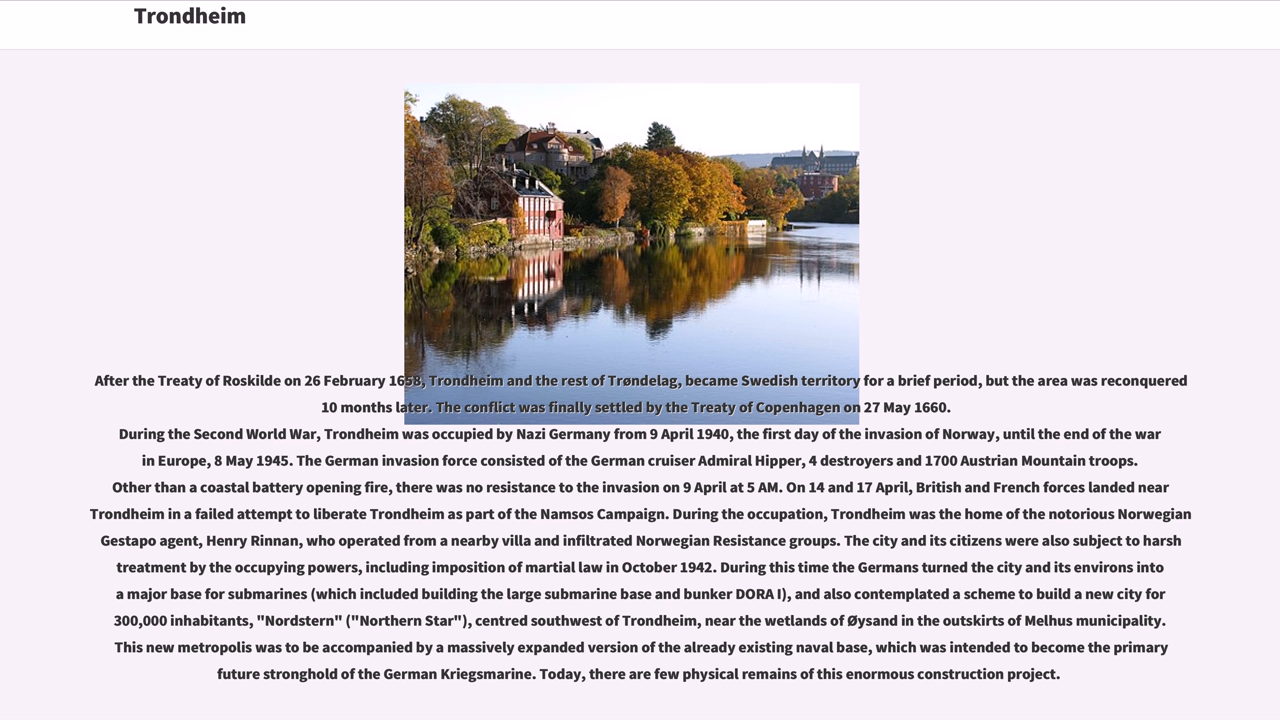 Trondheim
After the Treaty of Roskilde on 26 February 1658, Trondheim and the rest of Trøndelag, became Swedish territory for a brief period, but the area was reconquered
10 months later. The conflict was finally settled by the Treaty of Copenhagen on 27 May 1660.
During the Second World War, Trondheim was occupied by Nazi Germany from 9 April 1940, the first day of the invasion of Norway, until the end of the war
in Europe, 8 May 1945. The German invasion force consisted of the German cruiser Admiral Hipper, 4 destroyers and 1700 Austrian Mountain troops.
Other than a coastal battery opening fire, there was no resistance to the invasion on 9 April at 5 AM. On 14 and 17 April, British and French forces landed near
Trondheim in a failed attempt to liberate Trondheim as part of the Namsos Campaign. During the occupation, Trondheim was the home of the notorious Norwegian
Gestapo agent, Henry Rinnan, who operated from a nearby villa and infiltrated Norwegian Resistance groups. The city and its citizens were also subject to harsh
treatment by the occupying powers, including imposition of martial law in October 1942. During this time the Germans turned the city and its environs into
a major base for submarines (which included building the large submarine base and bunker DORA I), and also contemplated a scheme to build a new city for
300,000 inhabitants, "Nordstern" ("Northern Star"), centred southwest of Trondheim, near the wetlands of Øysand in the outskirts of Melhus municipality.
This new metropolis was to be accompanied by a massively expanded version of the already existing naval base, which was intended to become the primary
future stronghold of the German Kriegsmarine. Today, there are few physical remains of this enormous construction project.